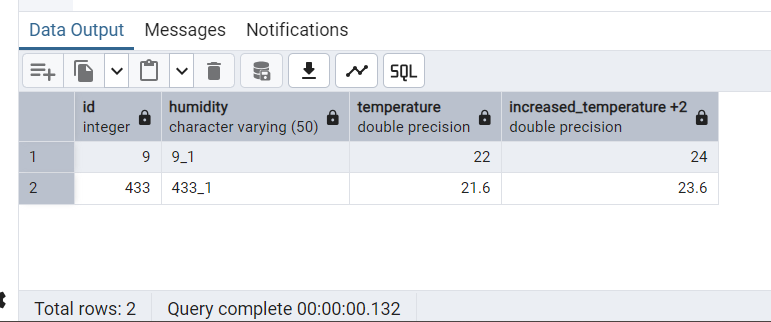 Data Output Messages Notifications
SQL
id humidity temperature increased_temperature +2
integer character varying (50) double precision double precision
1 9 9_1 22 24
2 433 433_1 21.6 23.6
Total rows: 2 Query complete 00:00:00.132